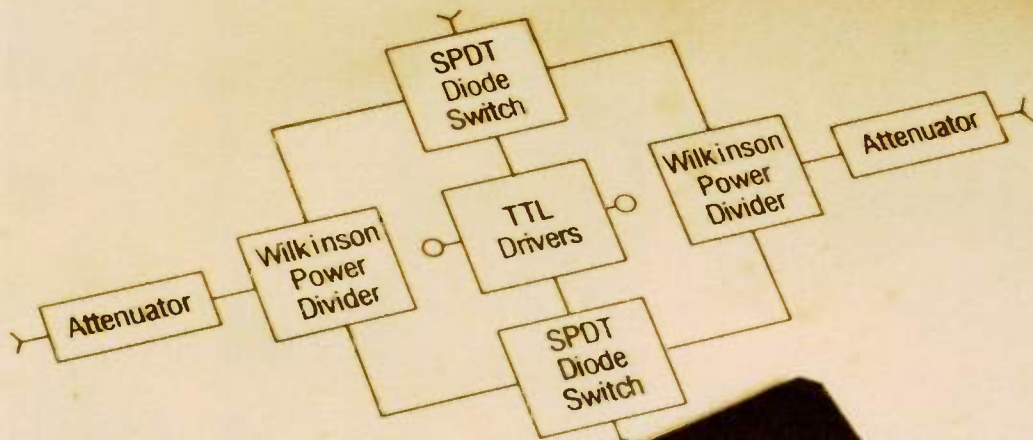 SPDT
Diode
Switch
Attenuator
Wilkinson
Power
Divider
TTL
Drivers
Wilkinson
Power
Divider
Attenuator
SPDT
Diode
Switch